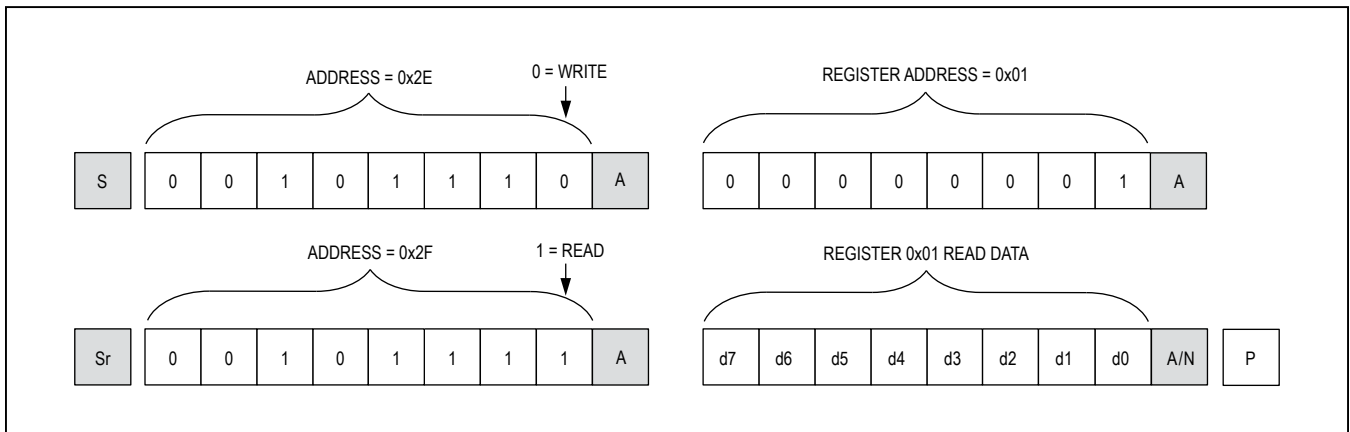 ADDRESS = 0x2E 0 = WRITE REGISTER ADDRESS = 0x01
S 0 0 1 0 1 1 1 0 A 0 0 0 0 0 0 0 1 A
ADDRESS = 0x2F 1 = READ REGISTER 0x01 READ DATA
Sr 0 0 1 0 1 1 1 1 A d7 d6 d5 d4 d3 d2 d1 d0 A/N P